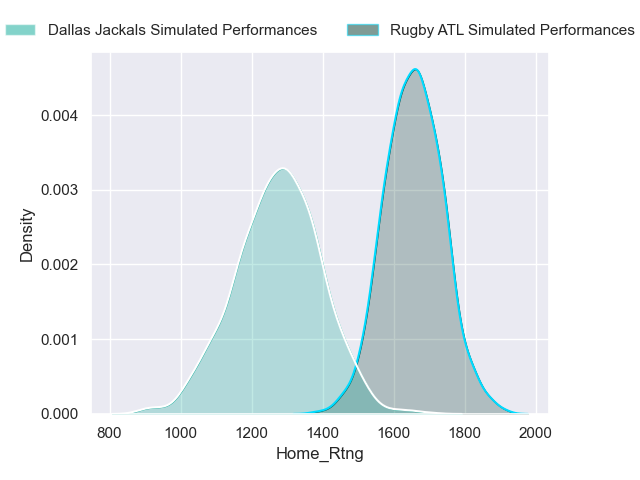 Dallas Jackals Simulated Performances Rugby ATL Simulated Performances
0.004
0.003
0.002
0.001
0.000
Density
800 1000 1200 1400 1600 1800 2000
Home_Rtng